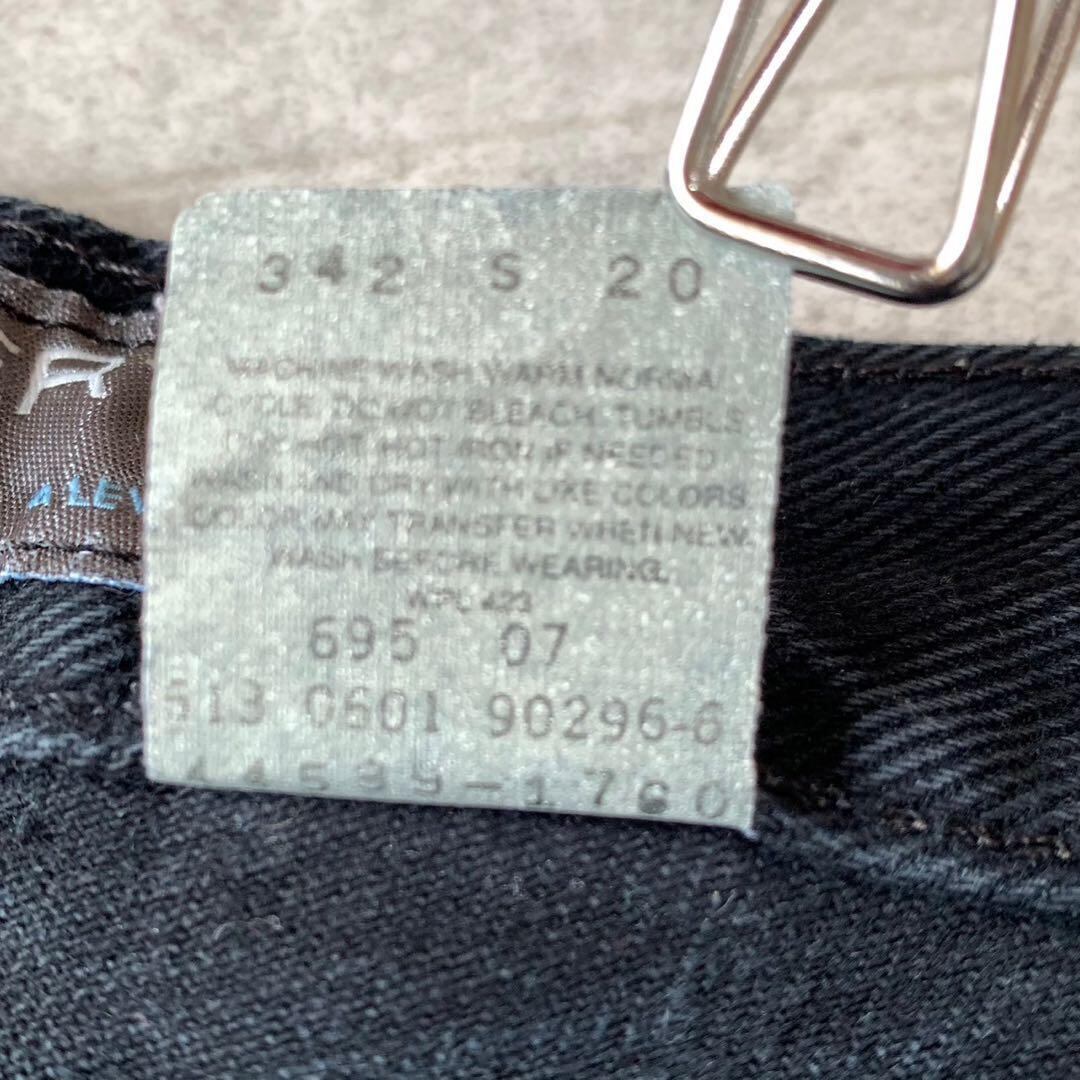 342 S 20
MACHINE WASH WARM NORMAL
CYCLE DO NOT BLEACH. TUMBLE
DRY HOT. HOT IRON IF NEEDED
WASH AND DRY WITH LIKE COLORS
COLOR MAY TRANSFER WHEN NEW.
WASH BEFORE WEARING.
WPL 423
695 07
513 0601 90296-6
A LEV